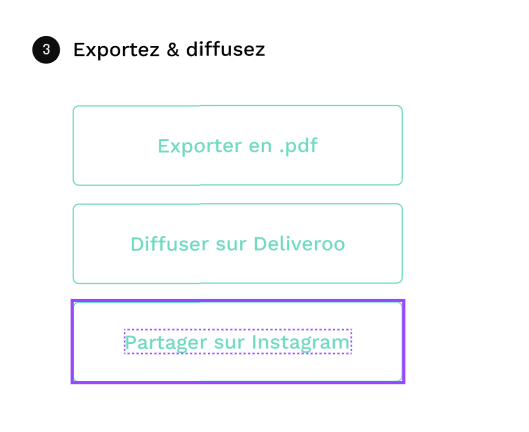 3 Exportez & diffusez
Exporter en .pdf
Diffuser sur Deliveroo
Partager sur Instagram